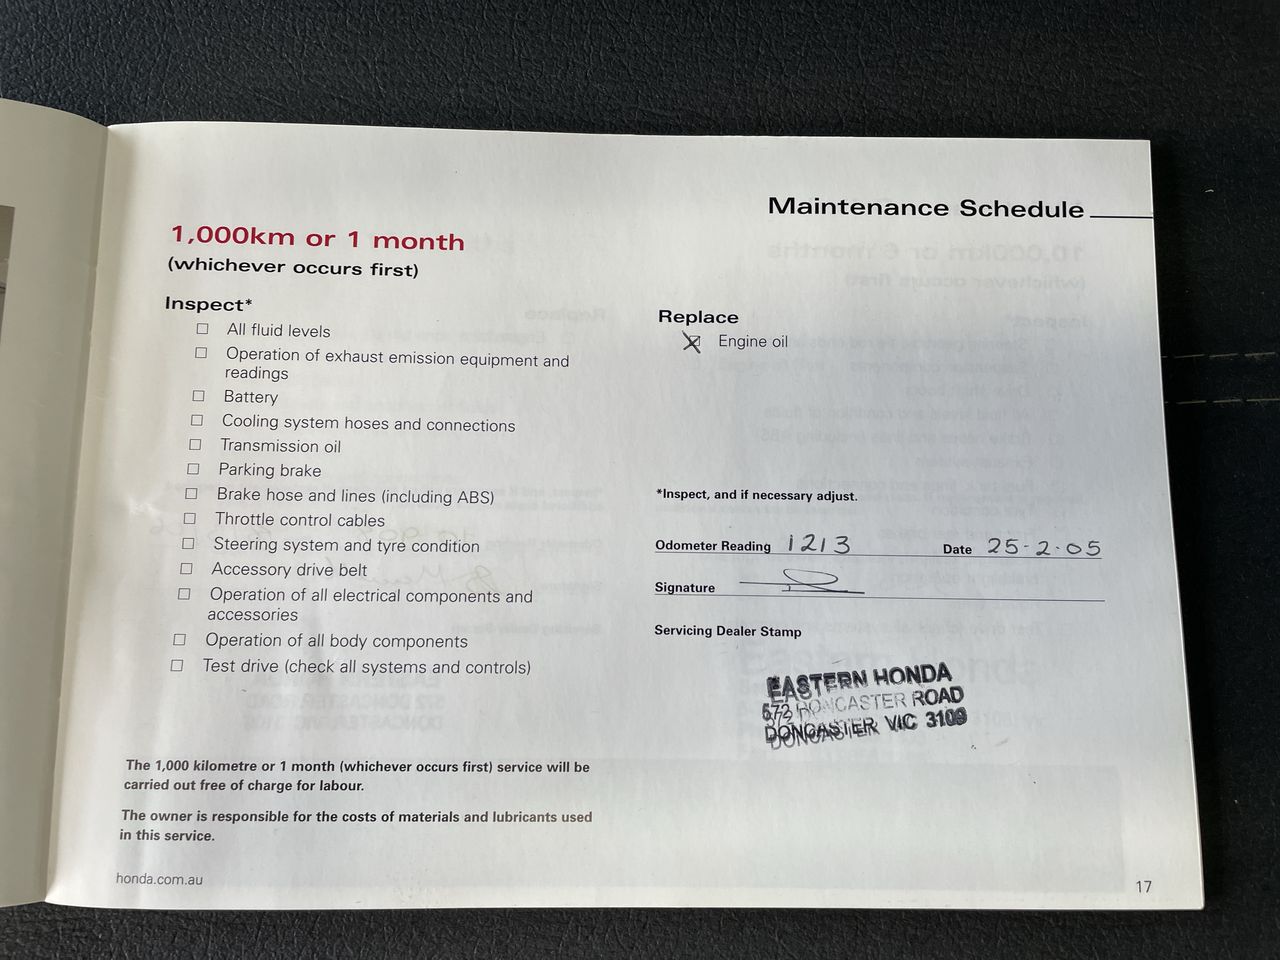 Maintenance Schedule
1,000km or 1 month
(whichever occurs first)
Inspect*
All fluid levels
Operation of exhaust emission equipment and
readings
Battery
Cooling system hoses and connections
Transmission oil
Parking brake
Brake hose and lines (including ABS)
Throttle control cables
Steering system and tyre condition
Accessory drive belt
Operation of all electrical components and
accessories
Operation of all body components
Test drive (check all systems and controls)
The 1,000 kilometre or 1 month (whichever occurs first) service will be
carried out free of charge for labour.
The owner is responsible for the costs of materials and lubricants used
in this service.
Replace
Engine oil
*Inspect, and if necessary adjust.
Odometer Reading 1213 Date 25-2-05
Signature
Servicing Dealer Stamp
EASTERN HONDA
572 DONCASTER ROAD
DONCASTER VIC 3109
honda.com.au
17